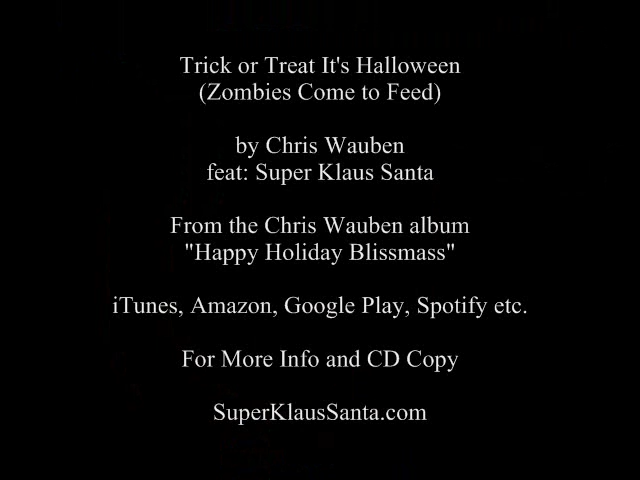 Trick or Treat It's Halloween
(Zombies Come to Feed)
by Chris Wauben
feat: Super Klaus Santa
From the Chris Wauben album
"Happy Holiday Blissmass"
iTunes, Amazon, Google Play, Spotify etc.
For More Info and CD Copy
SuperKlausSanta.com